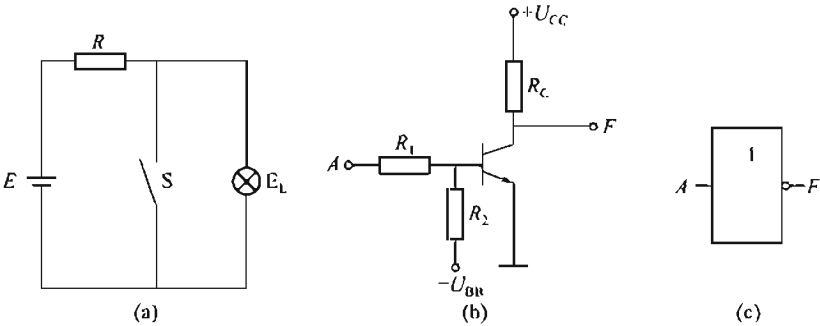 R
E
S
E_L
(a)
+U_CC
R_C
F
A
R_1
R_2
−U_BB
(b)
1
A
F
(c)